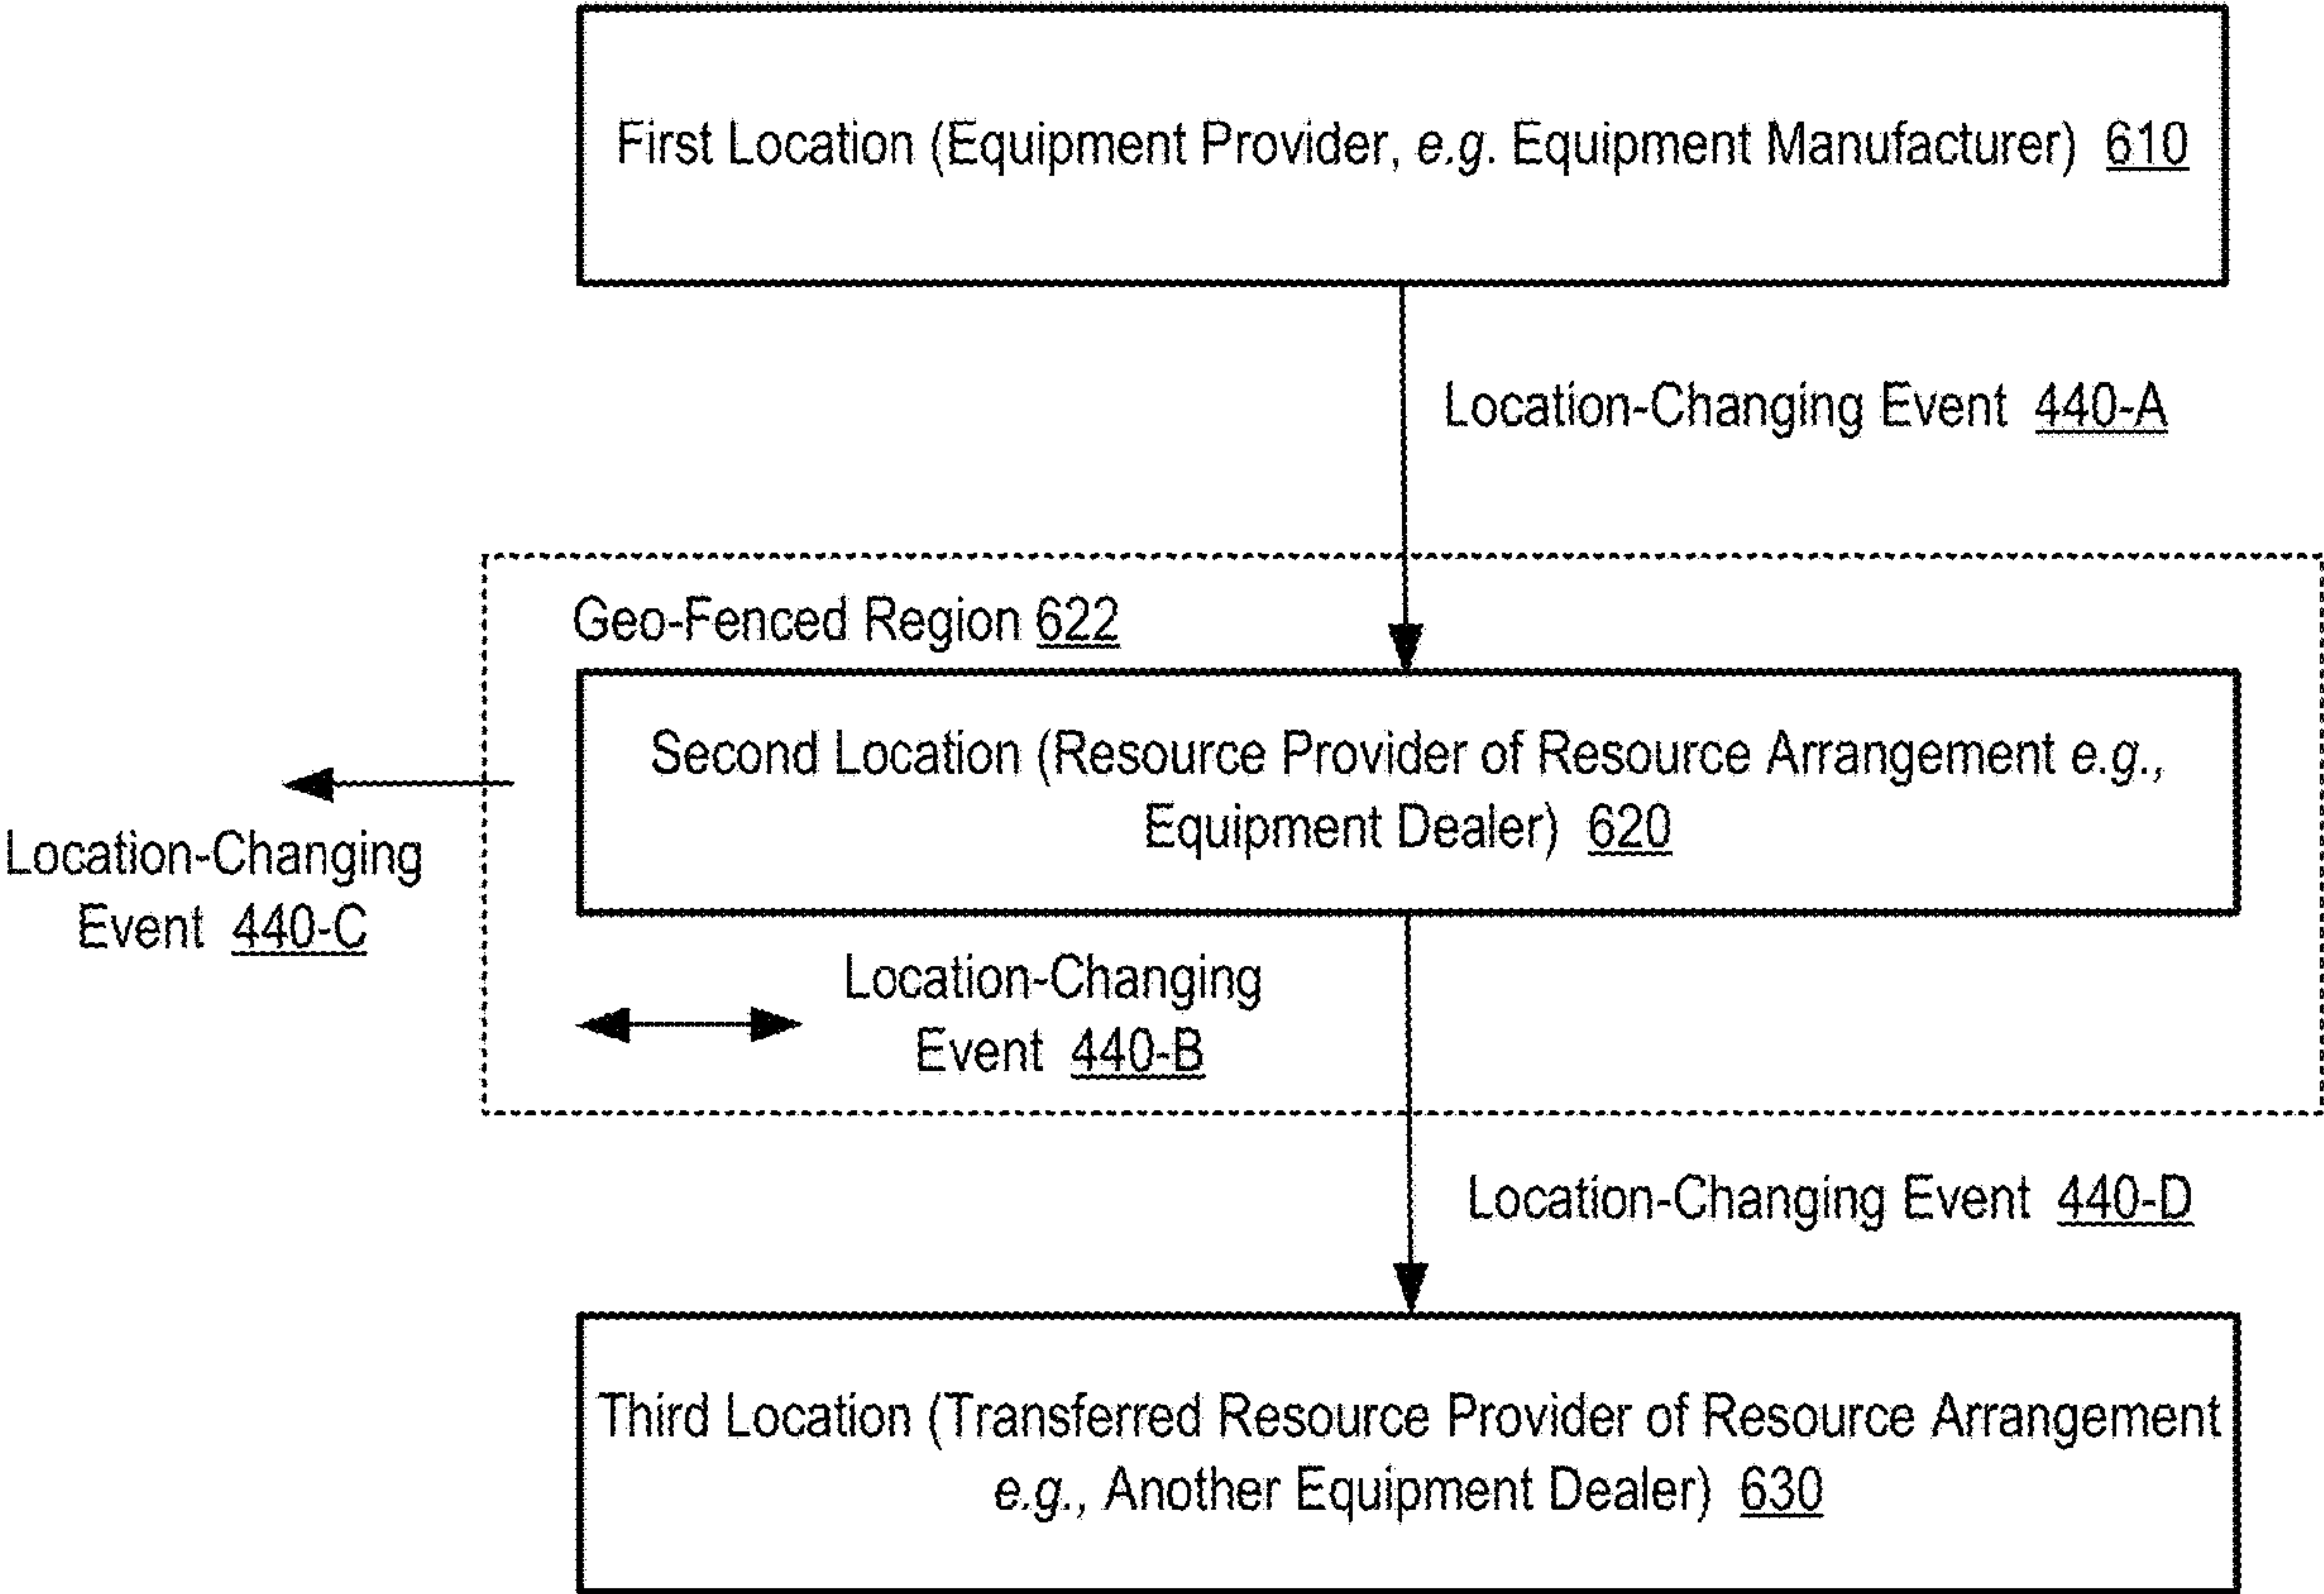 First Location (Equipment Provider, e.g. Equipment Manufacturer) 610
Location-Changing Event 440-A
Geo-Fenced Region 622
Second Location (Resource Provider of Resource Arrangement e.g.,
Equipment Dealer) 620
Location-Changing
Event 440-C
Location-Changing
Event 440-B
Location-Changing Event 440-D
Third Location (Transferred Resource Provider of Resource Arrangement
e.g., Another Equipment Dealer) 630